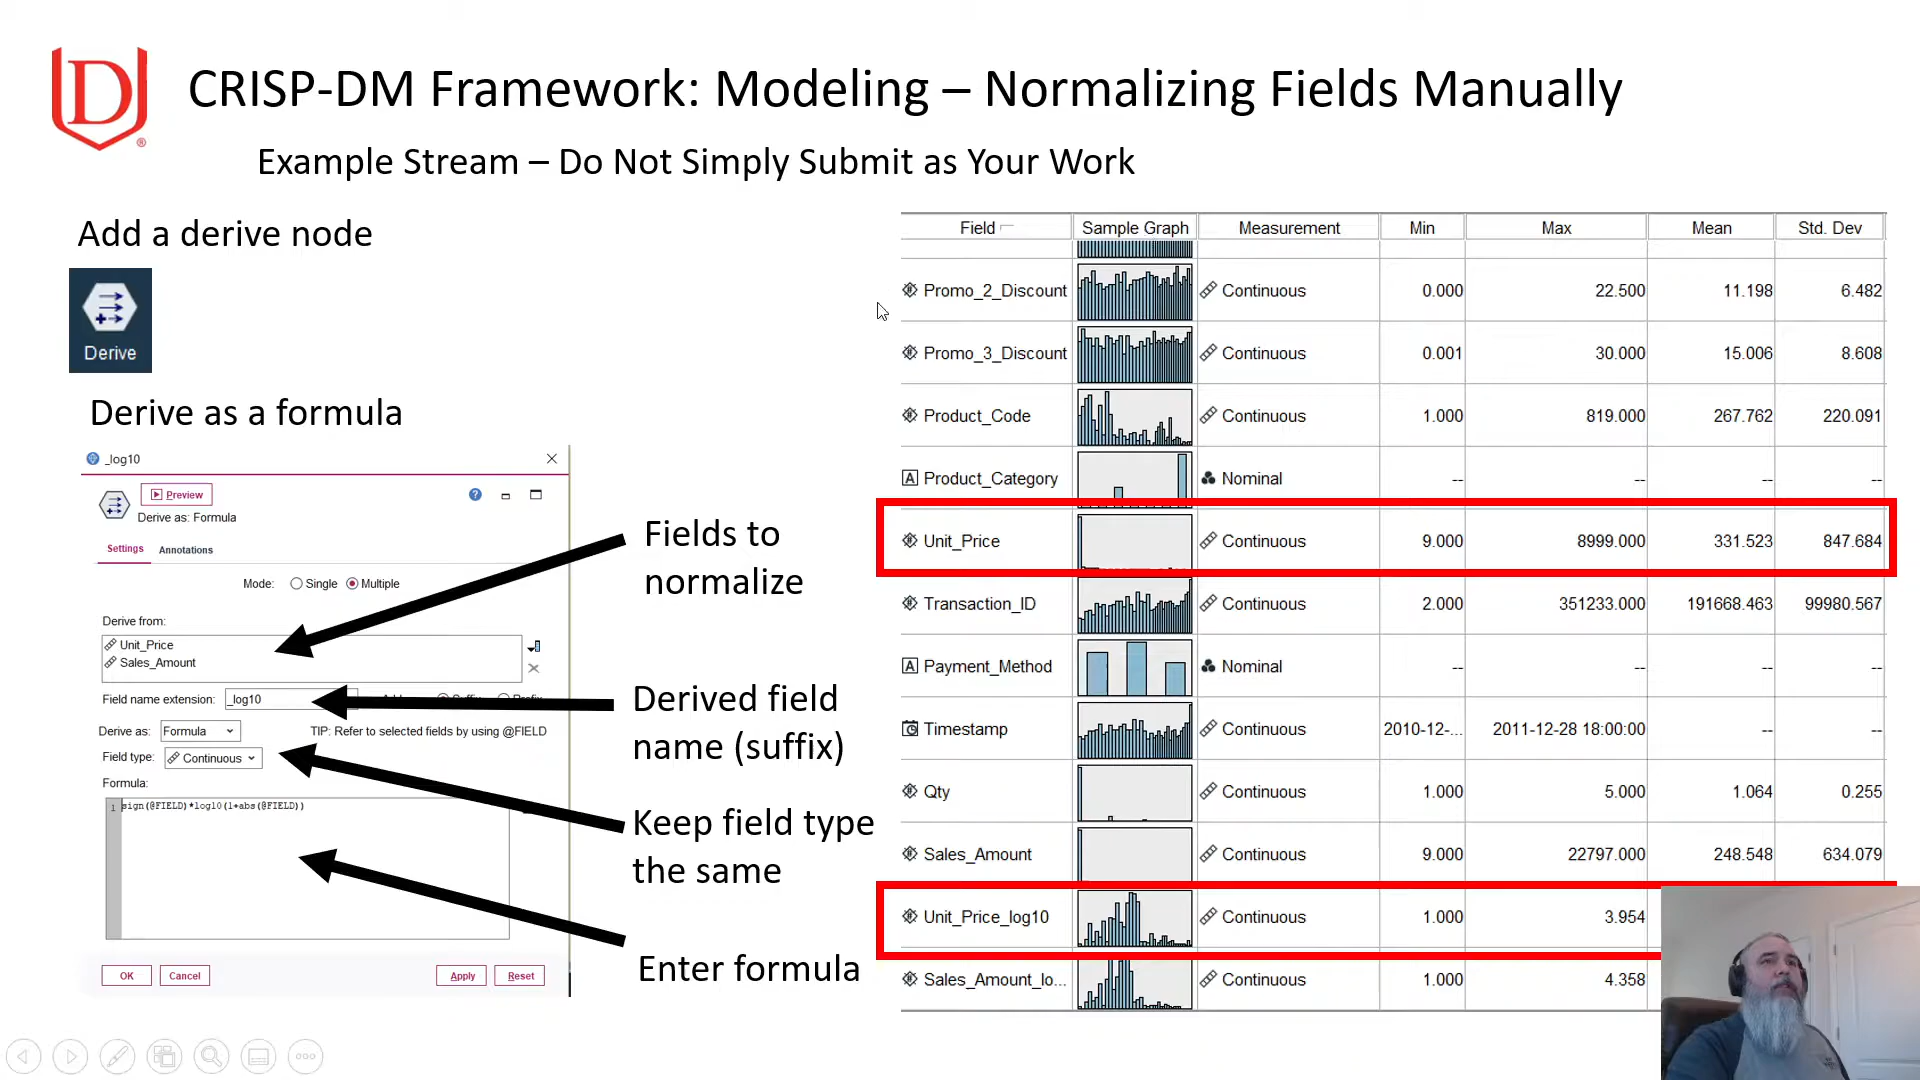 D
®
CRISP-DM Framework: Modeling – Normalizing Fields Manually
Example Stream – Do Not Simply Submit as Your Work
Add a derive node
Derive
Derive as a formula
_log10
Preview
Derive as: Formula
Settings Annotations
Mode: Single Multiple
Derive from:
Unit_Price
Sales_Amount
Field name extension: _log10
Derive as: Formula TIP: Refer to selected fields by using @FIELD
Field type: Continuous
Formula:
1 sign(@FIELD)*log10(1+abs(@FIELD))
OK Cancel Apply Reset
Fields to
normalize
Derived field
name (suffix)
Keep field type
the same
Enter formula
Field Sample Graph Measurement Min Max Mean Std. Dev
Promo_2_Discount Continuous 0.000 22.500 11.198 6.482
Promo_3_Discount Continuous 0.001 30.000 15.006 8.608
Product_Code Continuous 1.000 819.000 267.762 220.091
A Product_Category Nominal -- -- -- --
Unit_Price Continuous 9.000 8999.000 331.523 847.684
Transaction_ID Continuous 2.000 351233.000 191668.463 99980.567
A Payment_Method Nominal -- -- -- --
Timestamp Continuous 2010-12-... 2011-12-28 18:00:00 -- --
Qty Continuous 1.000 5.000 1.064 0.255
Sales_Amount Continuous 9.000 22797.000 248.548 634.079
Unit_Price_log10 Continuous 1.000 3.954
Sales_Amount_lo... Continuous 1.000 4.358